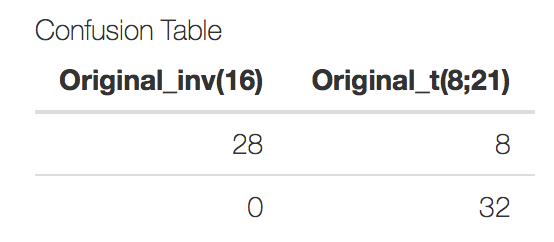 Confusion Table
Original_inv(16) Original_t(8;21)
28 8
0 32